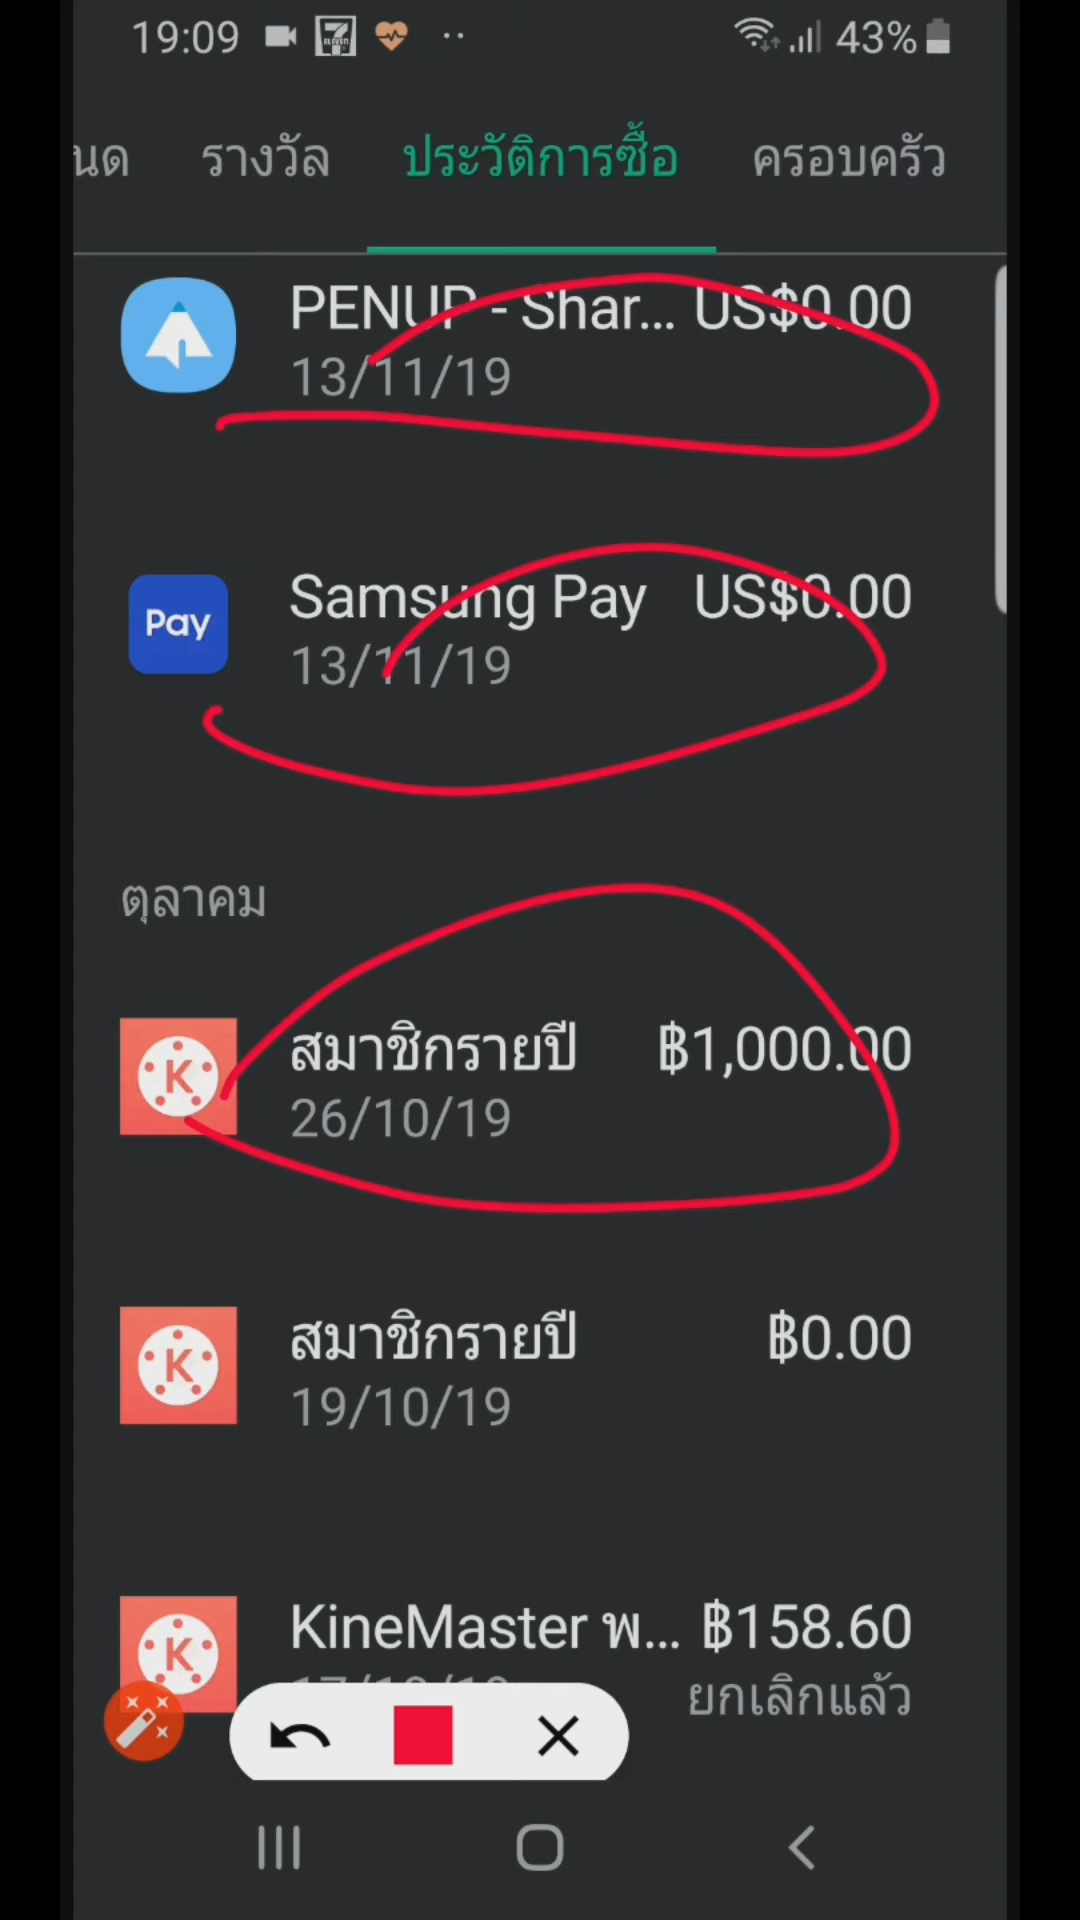 19:09
43%
นด รางวัล ประวัติการซื้อ ครอบครัว
PENUP - Shar... US$0.00
13/11/19
Pay
Samsung Pay US$0.00
13/11/19
ตุลาคม
K
สมาชิกรายปี ฿1,000.00
26/10/19
K
สมาชิกรายปี ฿0.00
19/10/19
K
KineMaster พ... ฿158.60
ยกเลิกแล้ว